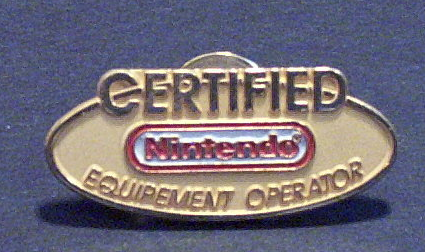 CERTIFIED
Nintendo®
EQUIPEMENT OPERATOR